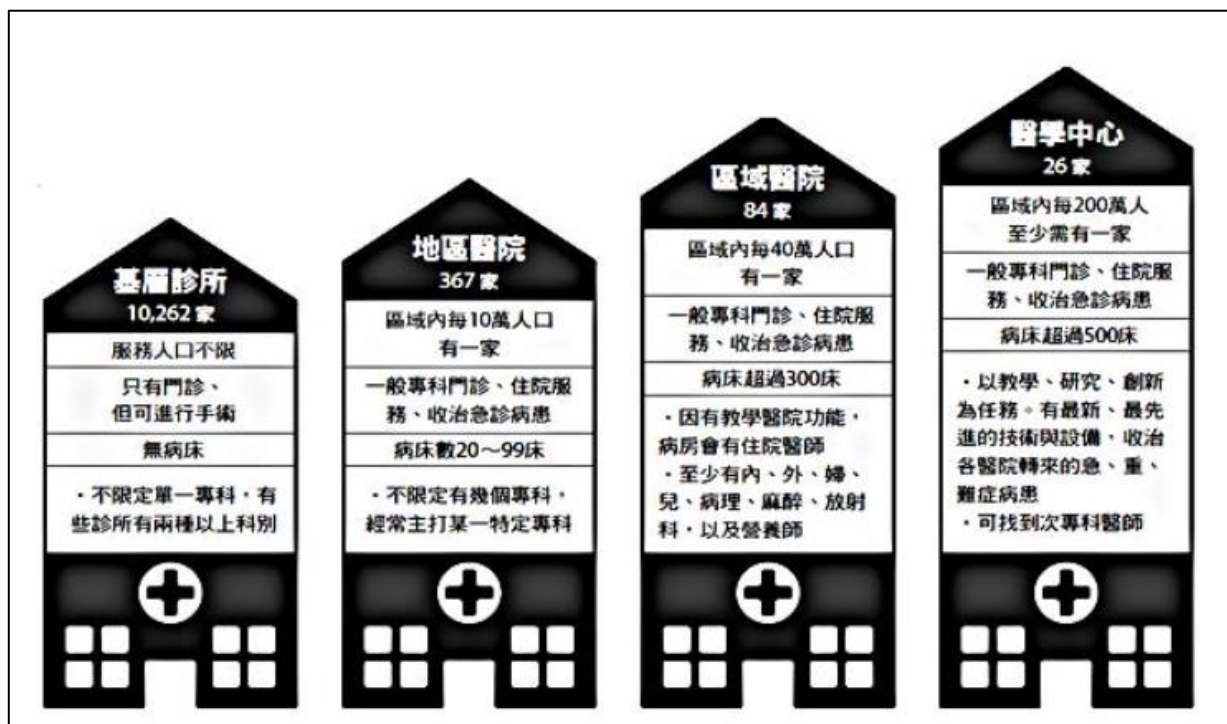 基層診所
10,262 家
服務人口不限
只有門診、
但可進行手術
無病床
・不限定單一專科，有
些診所有兩種以上科別
地區醫院
367 家
區域內每10萬人口
有一家
一般專科門診、住院服
務、收治急診病患
病床數20～99床
・不限定有幾個專科，
經常主打某一特定專科
區域醫院
84 家
區域內每40萬人口
有一家
一般專科門診、住院服
務、收治急診病患
病床超過300床
・因有教學醫院功能，
病房會有住院醫師
・至少有內、外、婦、
兒、病理、麻醉、放射
科，以及營養師
醫學中心
26 家
區域內每200萬人
至少需有一家
一般專科門診、住院服
務、收治急診病患
病床超過500床
・以教學、研究、創新
為任務。有最新、最先
進的技術與設備，收治
各醫院轉來的急、重、
難症病患
・可找到次專科醫師